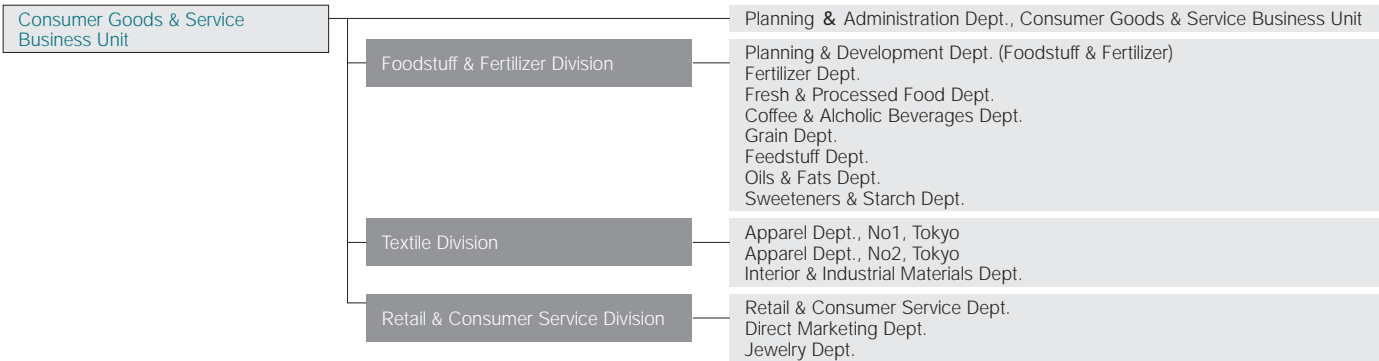 Consumer Goods & Service
Business Unit
Planning & Administration Dept., Consumer Goods & Service Business Unit
Foodstuff & Fertilizer Division
Planning & Development Dept. (Foodstuff & Fertilizer)
Fertilizer Dept.
Fresh & Processed Food Dept.
Coffee & Alcholic Beverages Dept.
Grain Dept.
Feedstuff Dept.
Oils & Fats Dept.
Sweeteners & Starch Dept.
Textile Division
Apparel Dept., No1, Tokyo
Apparel Dept., No2, Tokyo
Interior & Industrial Materials Dept.
Retail & Consumer Service Division
Retail & Consumer Service Dept.
Direct Marketing Dept.
Jewelry Dept.